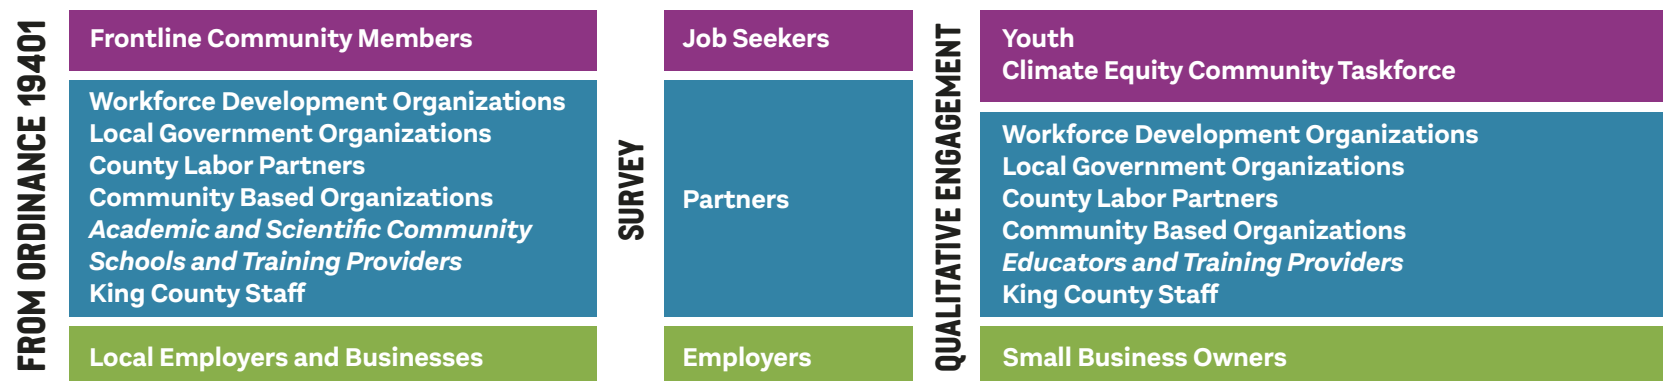 FROM ORDINANCE 19401
Frontline Community Members
Workforce Development Organizations
Local Government Organizations
County Labor Partners
Community Based Organizations
Academic and Scientific Community
Schools and Training Providers
King County Staff
Local Employers and Businesses
SURVEY
Job Seekers
Partners
Employers
QUALITATIVE ENGAGEMENT
Youth
Climate Equity Community Taskforce
Workforce Development Organizations
Local Government Organizations
County Labor Partners
Community Based Organizations
Educators and Training Providers
King County Staff
Small Business Owners